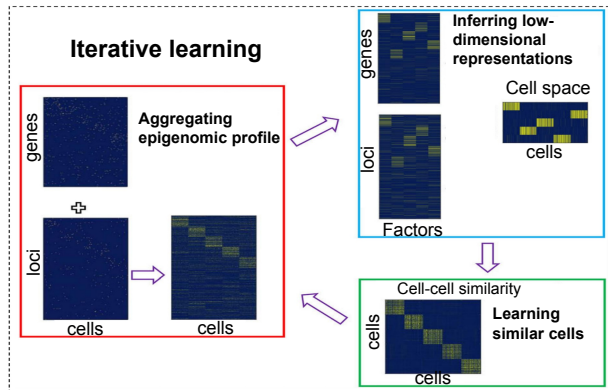 Iterative learning
genes
Aggregating
epigenomic profile
loci
cells
cells
genes
Inferring low-
dimensional
representations
Cell space
cells
loci
Factors
Cell-cell similarity
cells
Learning
similar cells
cells